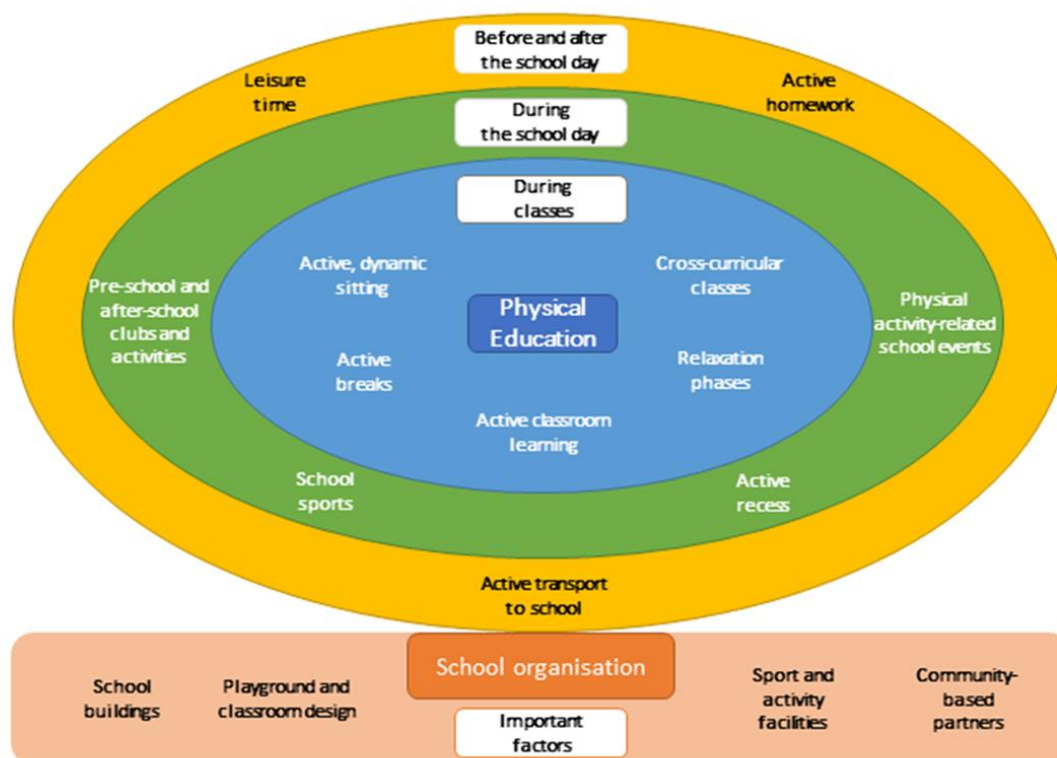 Before and after
the school day
Leisure
time
Active
homework
During
the school day
During
classes
Active, dynamic
sitting
Cross-curricular
classes
Pre-school and
after-school
clubs and
activities
Physical
Education
Physical
activity-related
school events
Active
breaks
Relaxation
phases
Active classroom
learning
School
sports
Active
recess
Active transport
to school
School organisation
School
buildings
Playground and
classroom design
Important
factors
Sport and
activity
facilities
Community-
based
partners